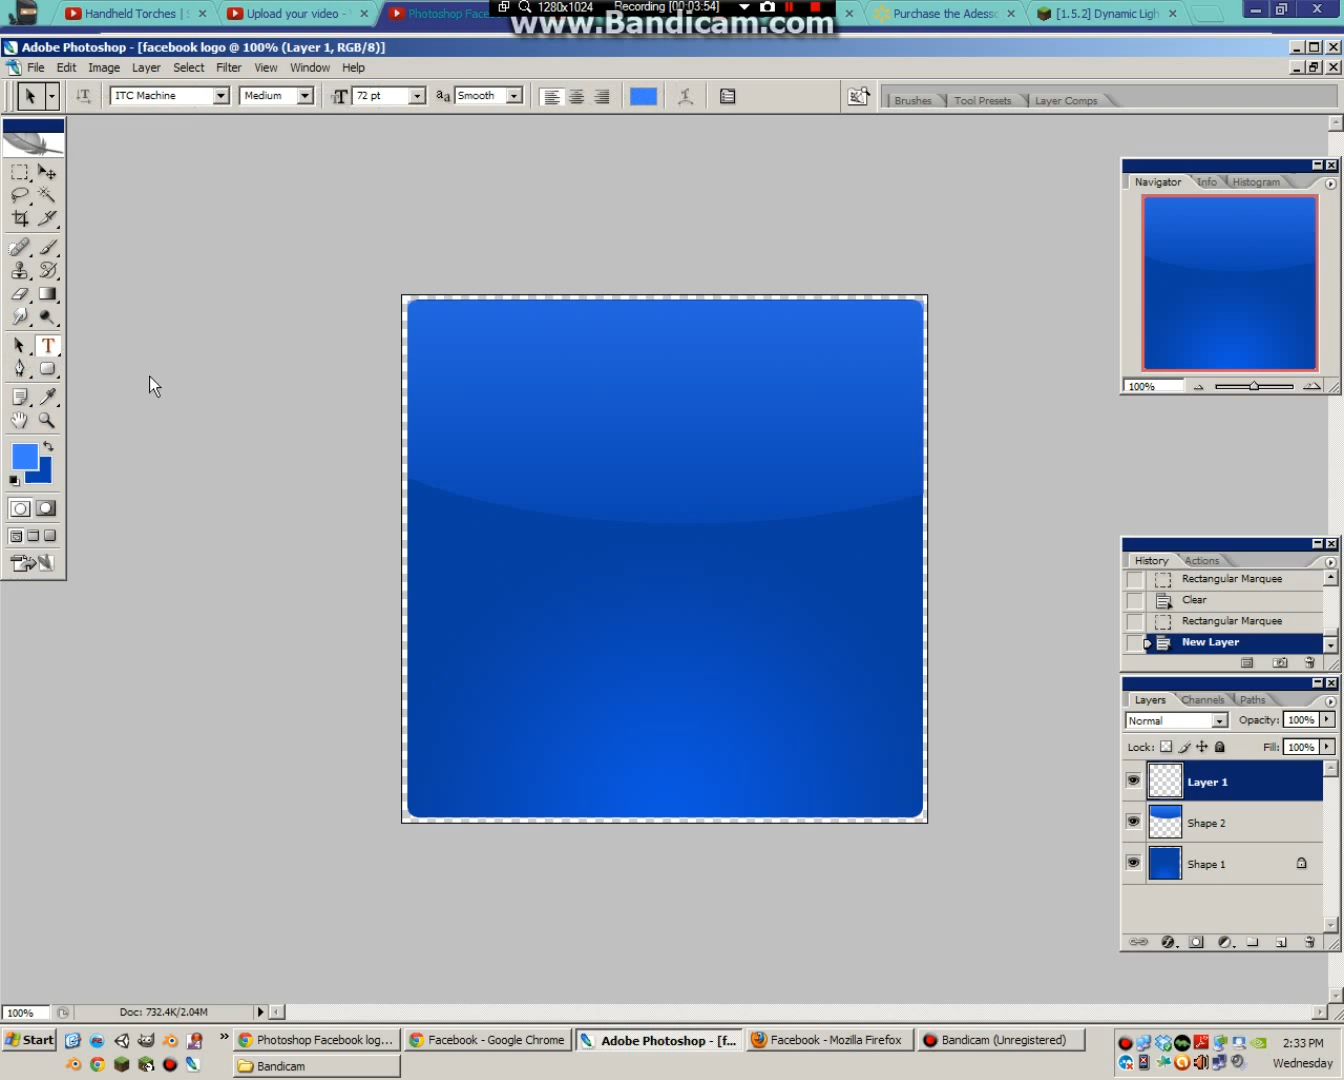 Handheld Torches |
Upload your video -
Photoshop Face
1280x1024
Recording [00:03:54]
www.Bandicam.com
Purchase the Adess
[1.5.2] Dynamic Ligh
Adobe Photoshop - [facebook logo @ 100% (Layer 1, RGB/8)]
File Edit Image Layer Select Filter View Window Help
ITC Machine
Medium
72 pt
Smooth
Brushes
Tool Presets
Layer Comps
Navigator
Info
Histogram
100%
History
Actions
Rectangular Marquee
Clear
Rectangular Marquee
New Layer
Layers
Channels
Paths
Normal
Opacity: 100%
Lock:
Fill: 100%
Layer 1
Shape 2
Shape 1
100%
Doc: 732.4K/2.04M
Start
Photoshop Facebook log...
Facebook - Google Chrome
Adobe Photoshop - [f...
Facebook - Mozilla Firefox
Bandicam (Unregistered)
2:33 PM
Bandicam
Wednesday